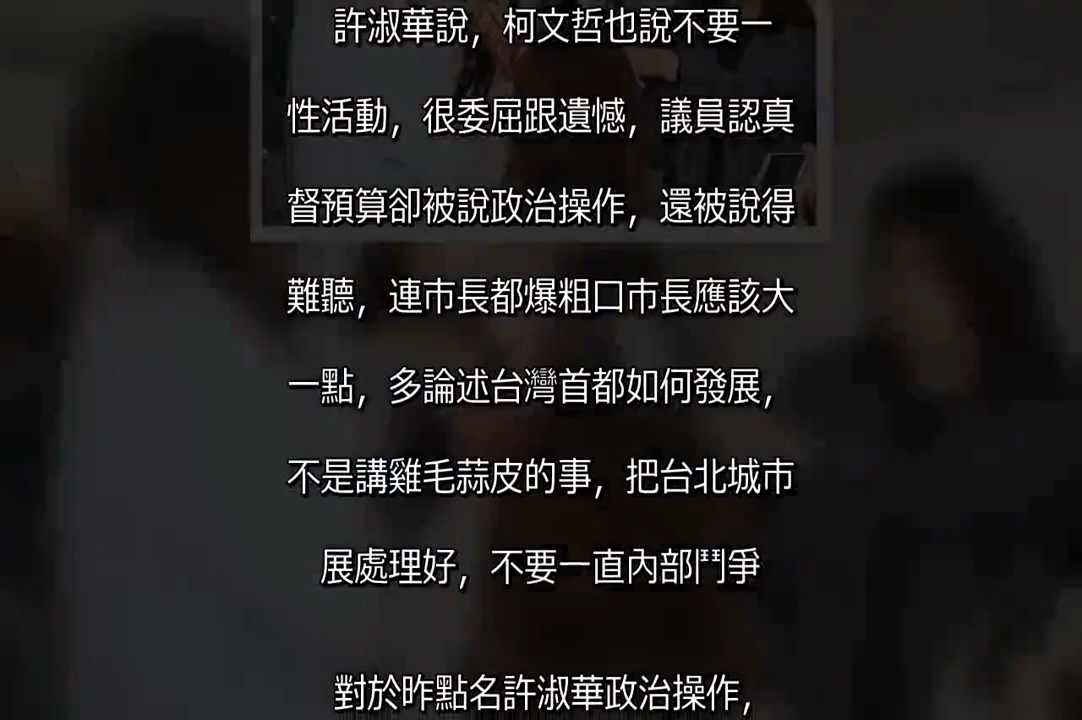 許淑華說，柯文哲也說不要一
性活動，很委屈跟遺憾，議員認真
督預算卻被說政治操作，還被說得
難聽，連市長都爆粗口市長應該大
一點，多論述台灣首都如何發展，
不是講雞毛蒜皮的事，把台北城市
展處理好，不要一直內部鬥爭
對於昨點名許淑華政治操作，